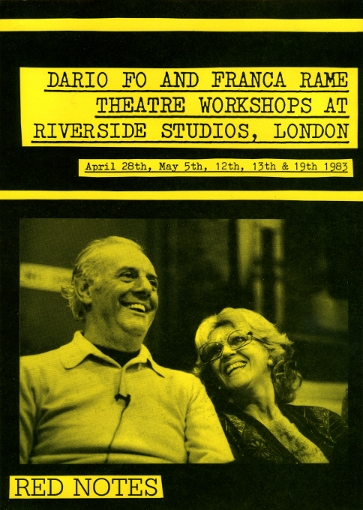 DARIO FO AND FRANCA RAME
THEATRE WORKSHOPS AT
RIVERSIDE STUDIOS, LONDON
April 28th, May 5th, 12th, 13th & 19th 1983
RED NOTES